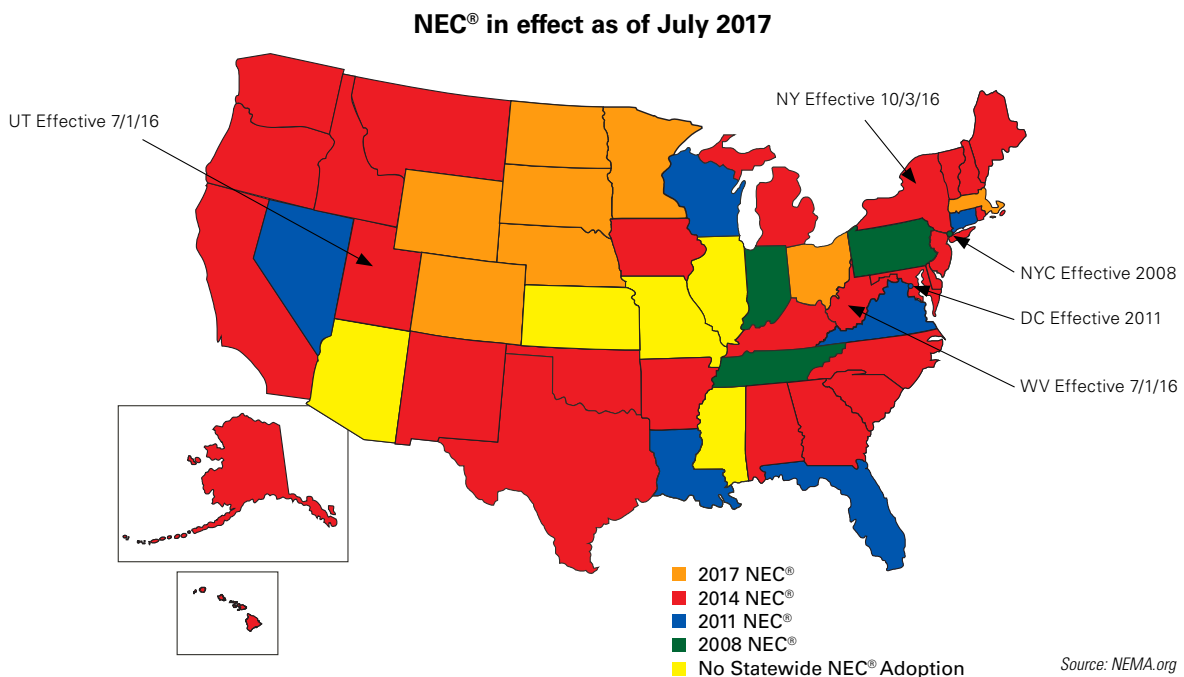 NEC® in effect as of July 2017
NY Effective 10/3/16
UT Effective 7/1/16
NYC Effective 2008
DC Effective 2011
WV Effective 7/1/16
2017 NEC®
2014 NEC®
2011 NEC®
2008 NEC®
No Statewide NEC® Adoption
Source: NEMA.org